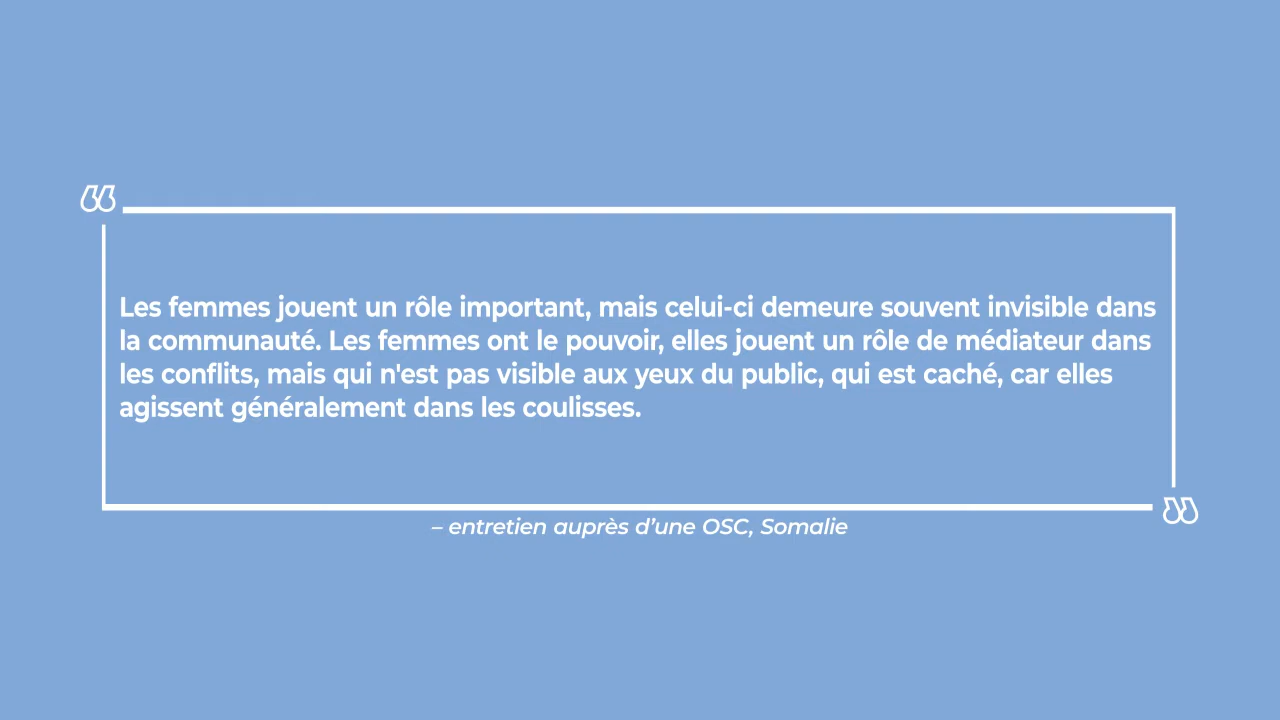 “
Les femmes jouent un rôle important, mais celui-ci demeure souvent invisible dans
la communauté. Les femmes ont le pouvoir, elles jouent un rôle de médiateur dans
les conflits, mais qui n'est pas visible aux yeux du public, qui est caché, car elles
agissent généralement dans les coulisses.
”
– entretien auprès d’une OSC, Somalie